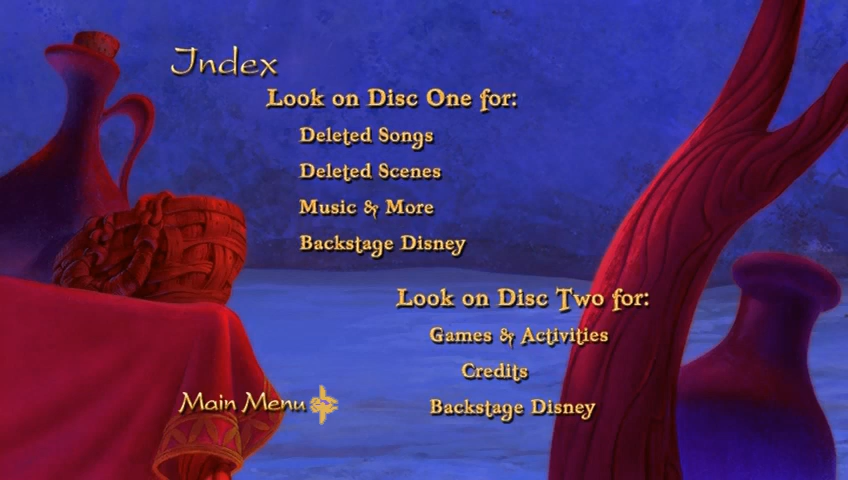 Index
Look on Disc One for:
Deleted Songs
Deleted Scenes
Music & More
Backstage Disney
Look on Disc Two for:
Games & Activities
Credits
Backstage Disney
Main Menu